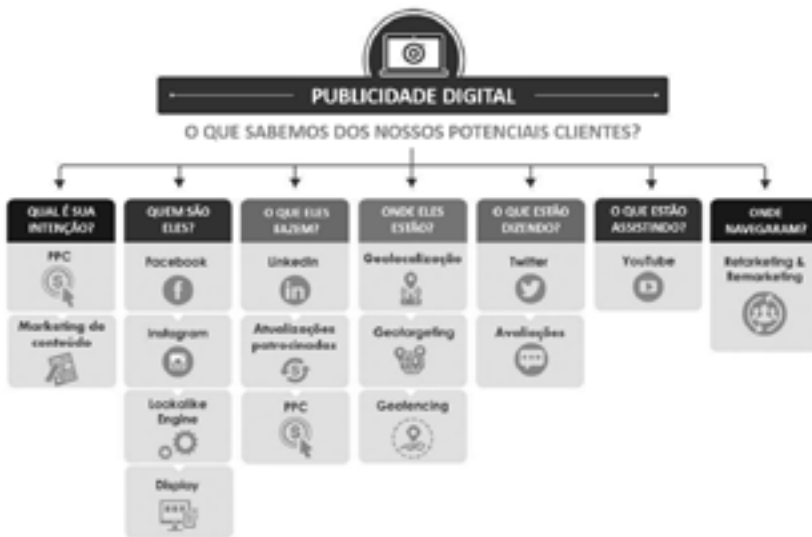 PUBLICIDADE DIGITAL
O QUE SABEMOS DOS NOSSOS POTENCIAIS CLIENTES?
QUAL É SUA
INTENÇÃO?
PPC
Marketing de
conteúdo
QUEM SÃO
ELES?
Facebook
Instagram
Lookalike
Engine
Display
O QUE ELES
FAZEM?
LinkedIn
Atualizações
patrocinadas
PPC
ONDE ELES
ESTÃO?
Geolocalização
Geotargeting
Geofencing
O QUE ESTÃO
DIZENDO?
Twitter
Avaliações
O QUE ESTÃO
ASSISTINDO?
YouTube
ONDE
NAVEGARAM?
Retarketing &
Remarketing